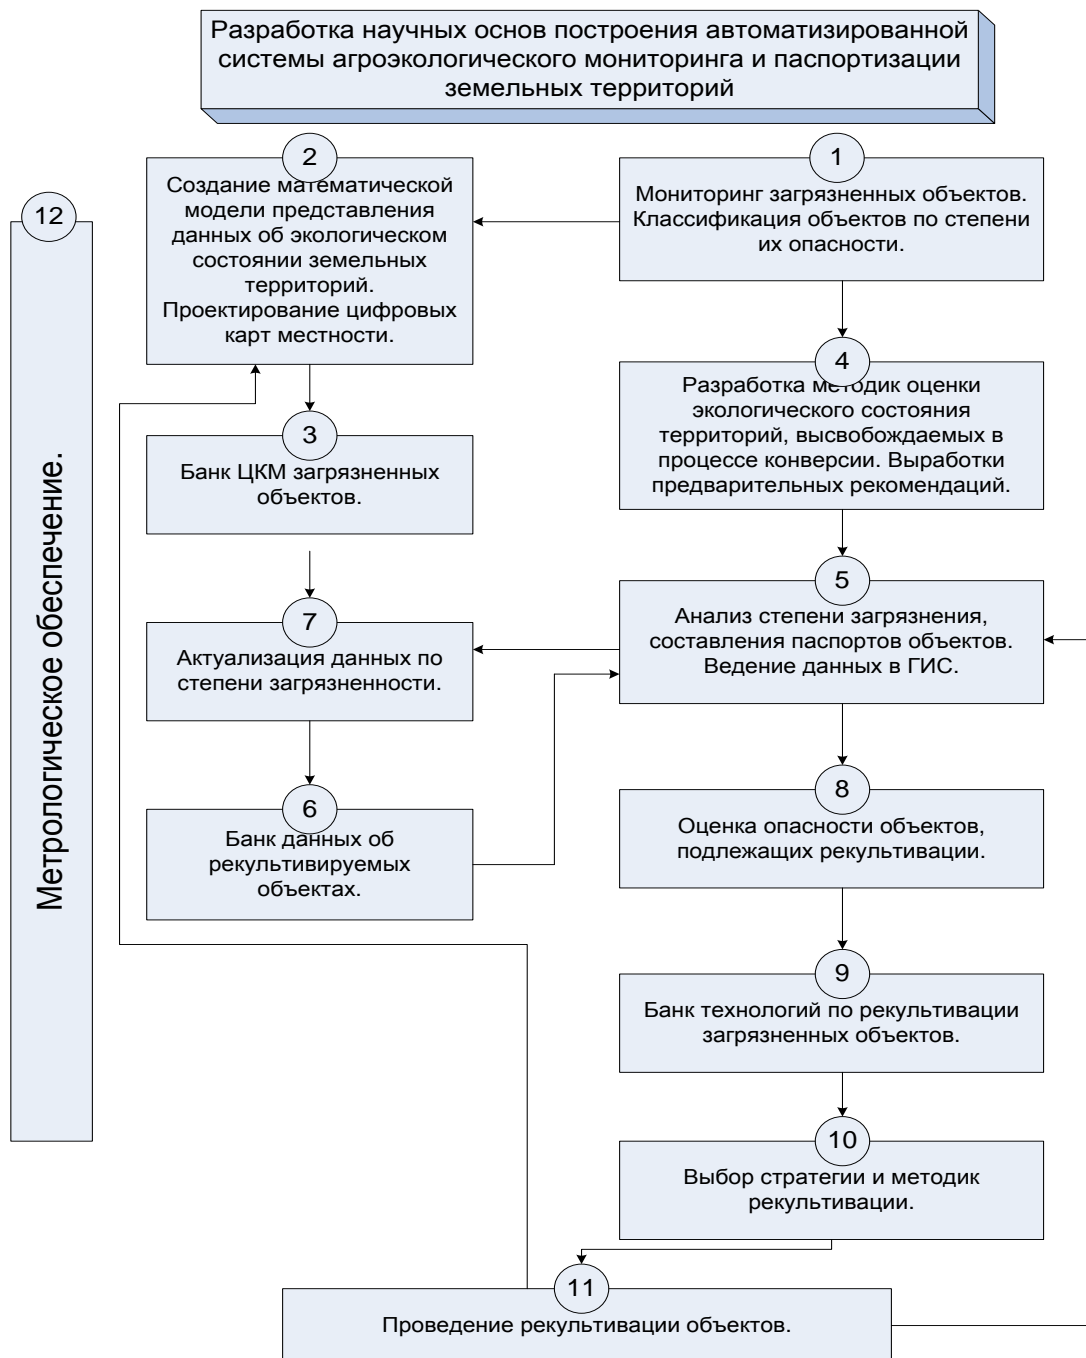 Разработка научных основ построения автоматизированной
системы агроэкологического мониторинга и паспортизации
земельных территорий
12
Метрологическое обеспечение.
2
Создание математической
модели представления
данных об экологическом
состоянии земельных
территорий.
Проектирование цифровых
карт местности.
1
Мониторинг загрязненных объектов.
Классификация объектов по степени
их опасности.
3
Банк ЦКМ загрязненных
объектов.
4
Разработка методик оценки
экологического состояния
территорий, высвобождаемых в
процессе конверсии. Выработки
предварительных рекомендаций.
7
Актуализация данных по
степени загрязненности.
5
Анализ степени загрязнения,
составления паспортов объектов.
Ведение данных в ГИС.
6
Банк данных об
рекультивируемых
объектах.
8
Оценка опасности объектов,
подлежащих рекультивации.
9
Банк технологий по рекультивации
загрязненных объектов.
10
Выбор стратегии и методик
рекультивации.
11
Проведение рекультивации объектов.